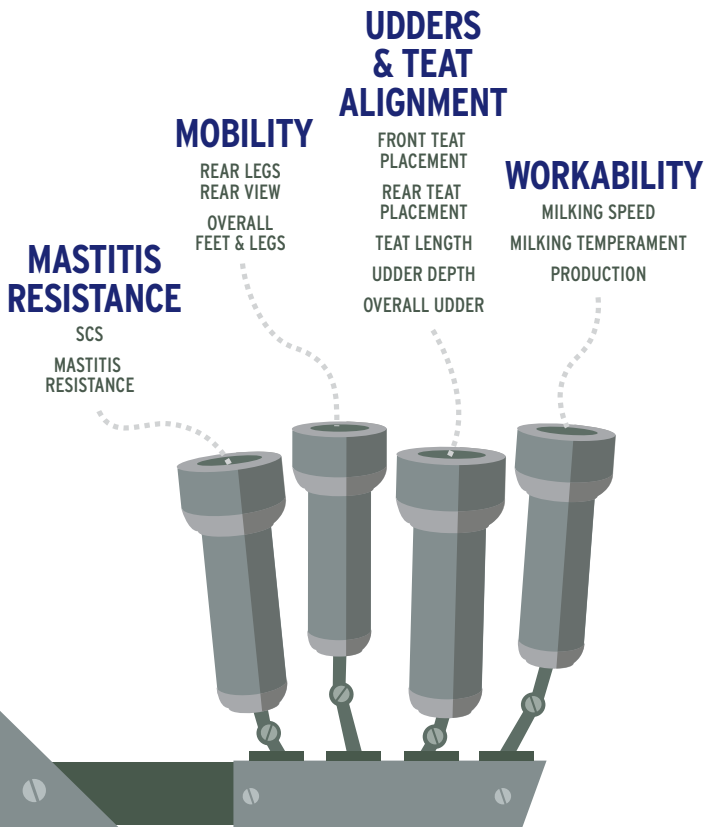 MASTITIS
RESISTANCE
SCS
MASTITIS
RESISTANCE
MOBILITY
REAR LEGS
REAR VIEW
OVERALL
FEET & LEGS
UDDERS
& TEAT
ALIGNMENT
FRONT TEAT
PLACEMENT
REAR TEAT
PLACEMENT
TEAT LENGTH
UDDER DEPTH
OVERALL UDDER
WORKABILITY
MILKING SPEED
MILKING TEMPERAMENT
PRODUCTION